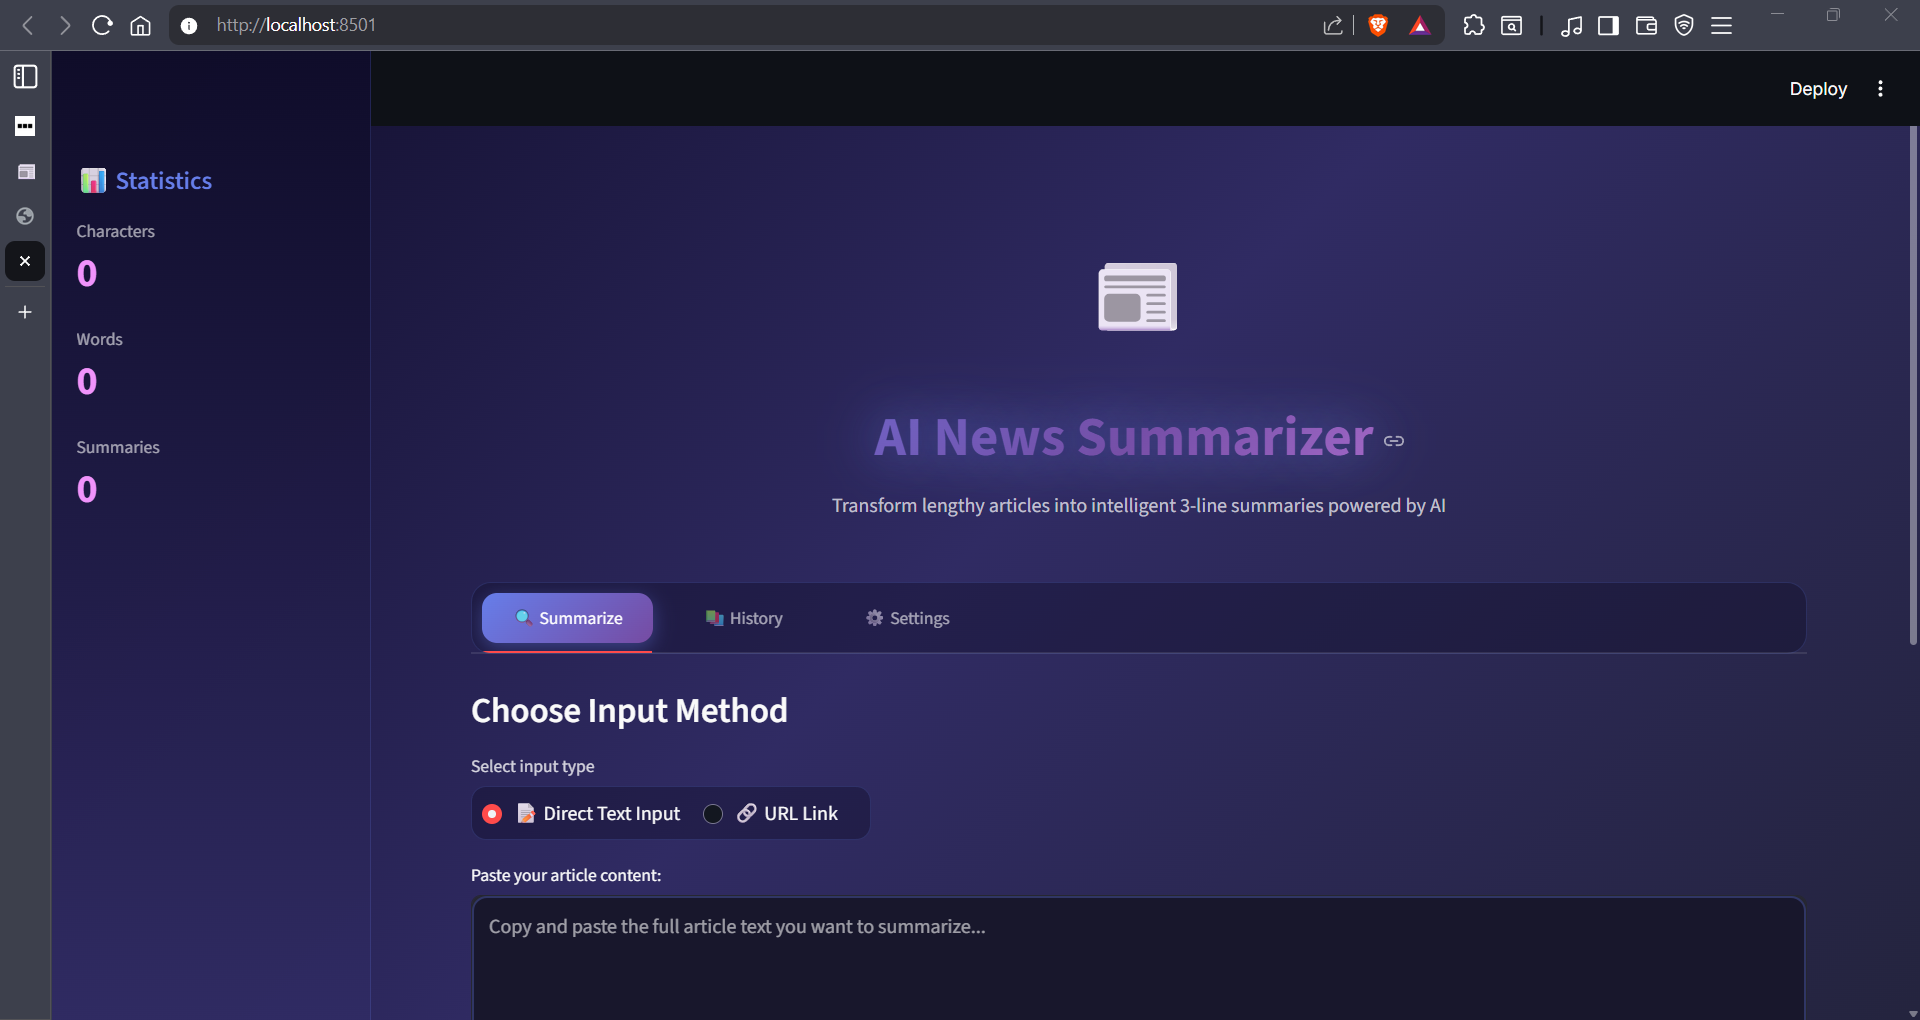 http://localhost:8501
Deploy
Statistics
Characters
0
Words
0
Summaries
0
AI News Summarizer
Transform lengthy articles into intelligent 3-line summaries powered by AI
Summarize
History
Settings
Choose Input Method
Select input type
Direct Text Input
URL Link
Paste your article content:
Copy and paste the full article text you want to summarize...